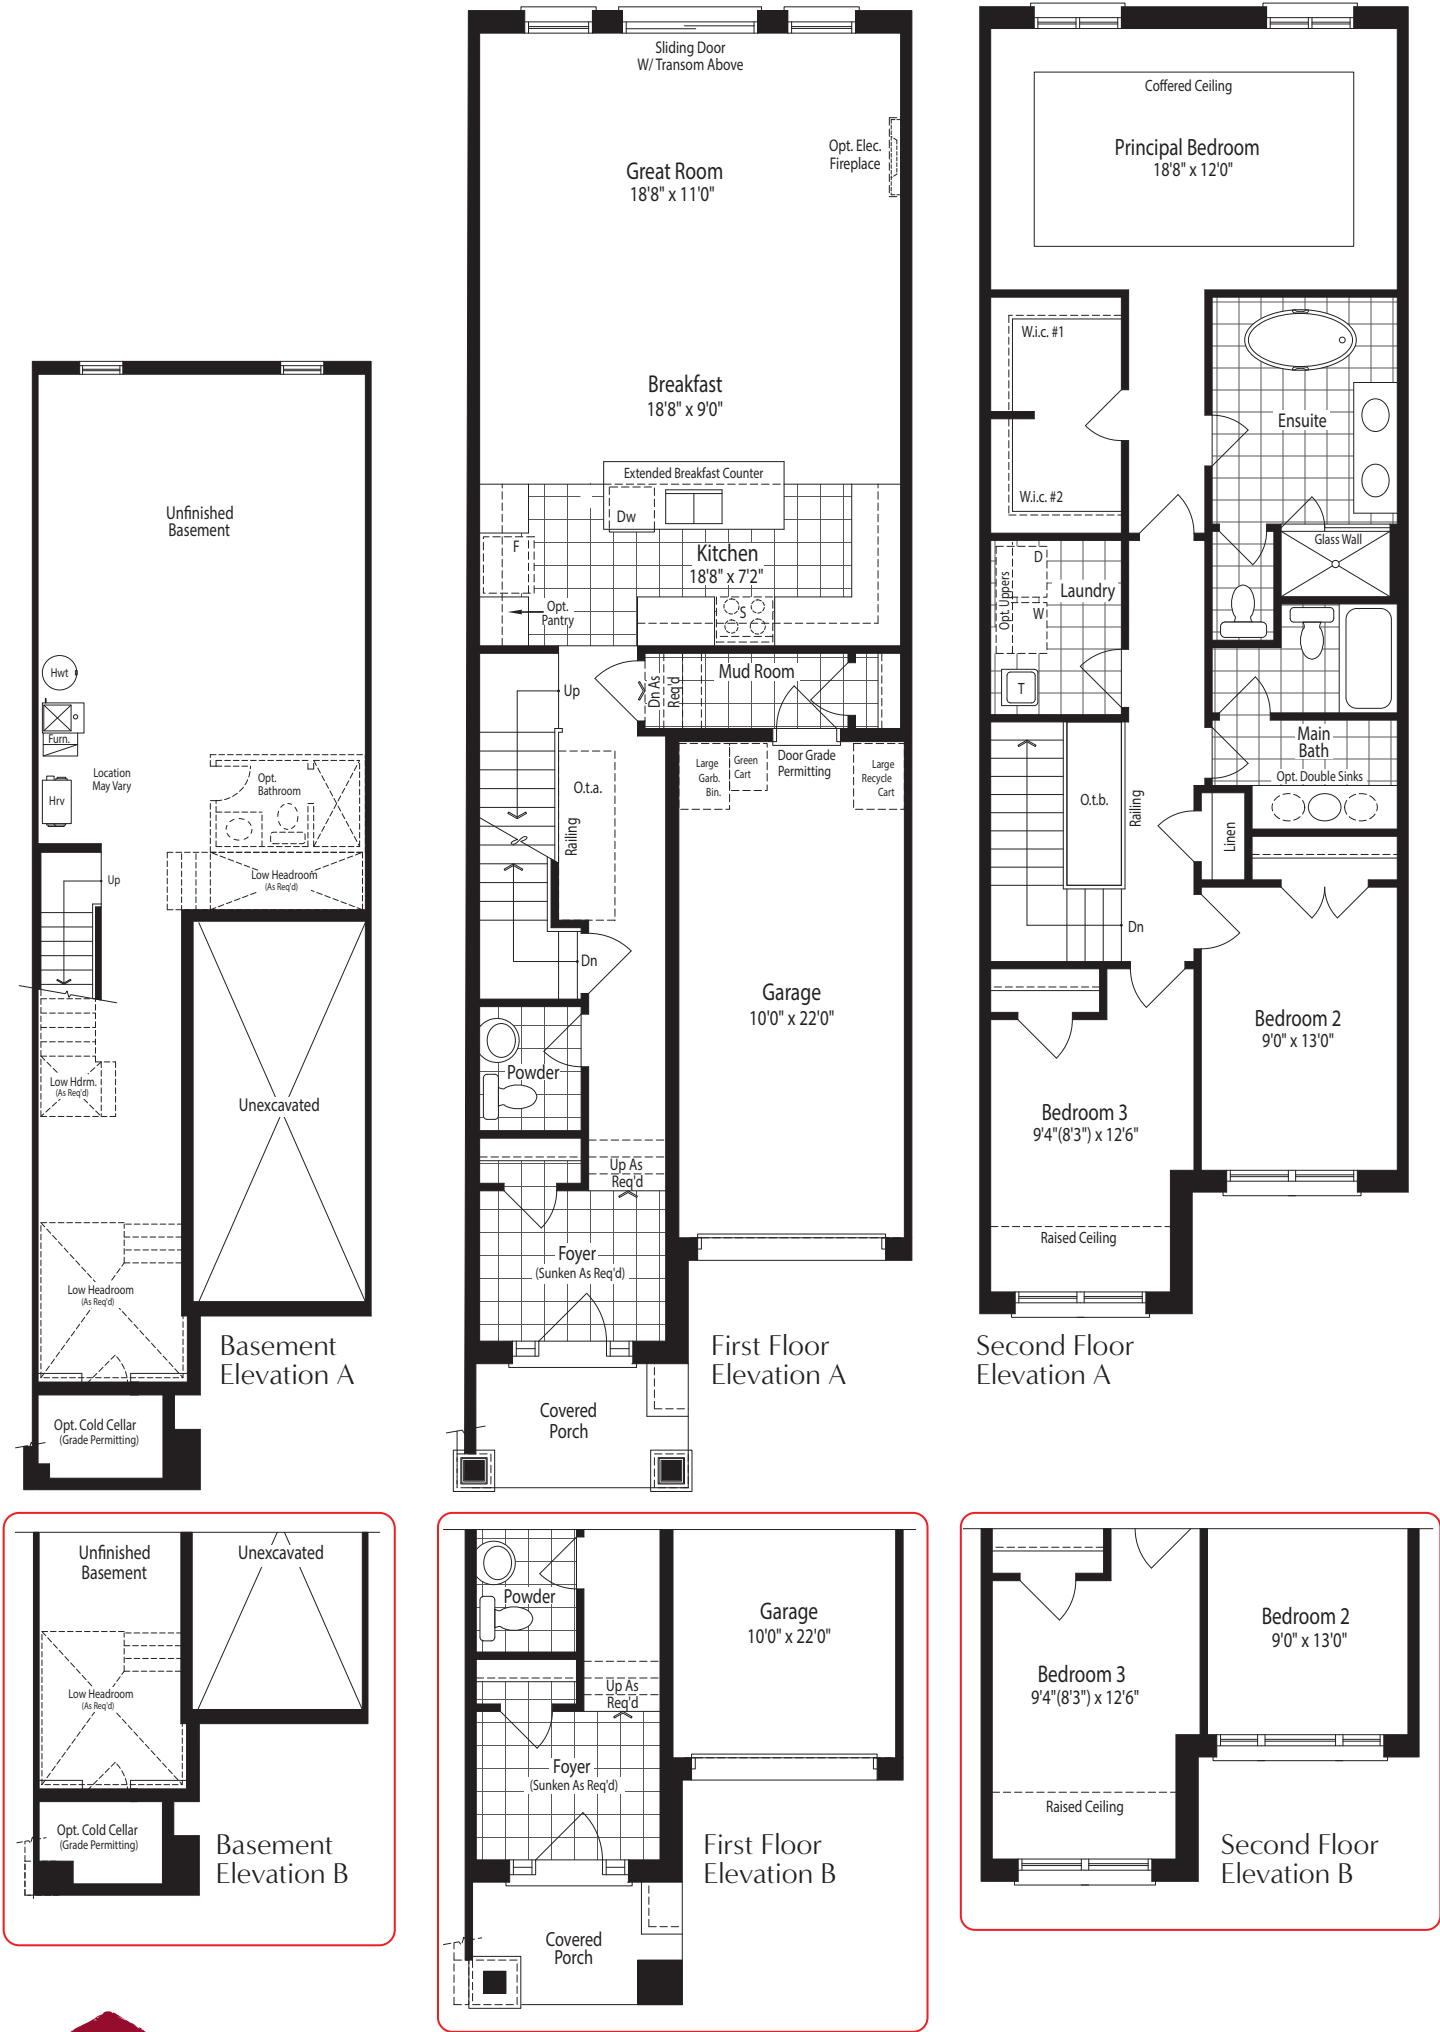 Unfinished
Basement
Hwt
Furn.
Hrv
Location
May Vary
Opt.
Bathroom
Low Headroom
(As Req'd)
Up
Low Hdrm.
(As Req'd)
Unexcavated
Low Headroom
(As Req'd)
Opt. Cold Cellar
(Grade Permitting)
Basement
Elevation A
Sliding Door
W/ Transom Above
Opt. Elec.
Fireplace
Great Room
18'8" x 11'0"
Breakfast
18'8" x 9'0"
Extended Breakfast Counter
Dw
F
Kitchen
18'8" x 7'2"
Opt.
Pantry
S
Mud Room
Dn As
Req'd
Up
O.t.a.
Railing
Dn
Large
Garb.
Bin.
Green
Cart
Door Grade
Permitting
Large
Recycle
Cart
Garage
10'0" x 22'0"
Powder
Up As
Req'd
Foyer
(Sunken As Req'd)
Covered
Porch
First Floor
Elevation A
Coffered Ceiling
Principal Bedroom
18'8" x 12'0"
W.i.c. #1
W.i.c. #2
Ensuite
Glass Wall
Opt. Uppers
D
W
Laundry
T
Main
Bath
Opt. Double Sinks
O.t.b.
Railing
Linen
Dn
Bedroom 2
9'0" x 13'0"
Bedroom 3
9'4"(8'3") x 12'6"
Raised Ceiling
Second Floor
Elevation A
Unfinished
Basement
Unexcavated
Low Headroom
(As Req'd)
Opt. Cold Cellar
(Grade Permitting)
Basement
Elevation B
Powder
Garage
10'0" x 22'0"
Up As
Req'd
Foyer
(Sunken As Req'd)
Covered
Porch
First Floor
Elevation B
Bedroom 2
9'0" x 13'0"
Bedroom 3
9'4"(8'3") x 12'6"
Raised Ceiling
Second Floor
Elevation B